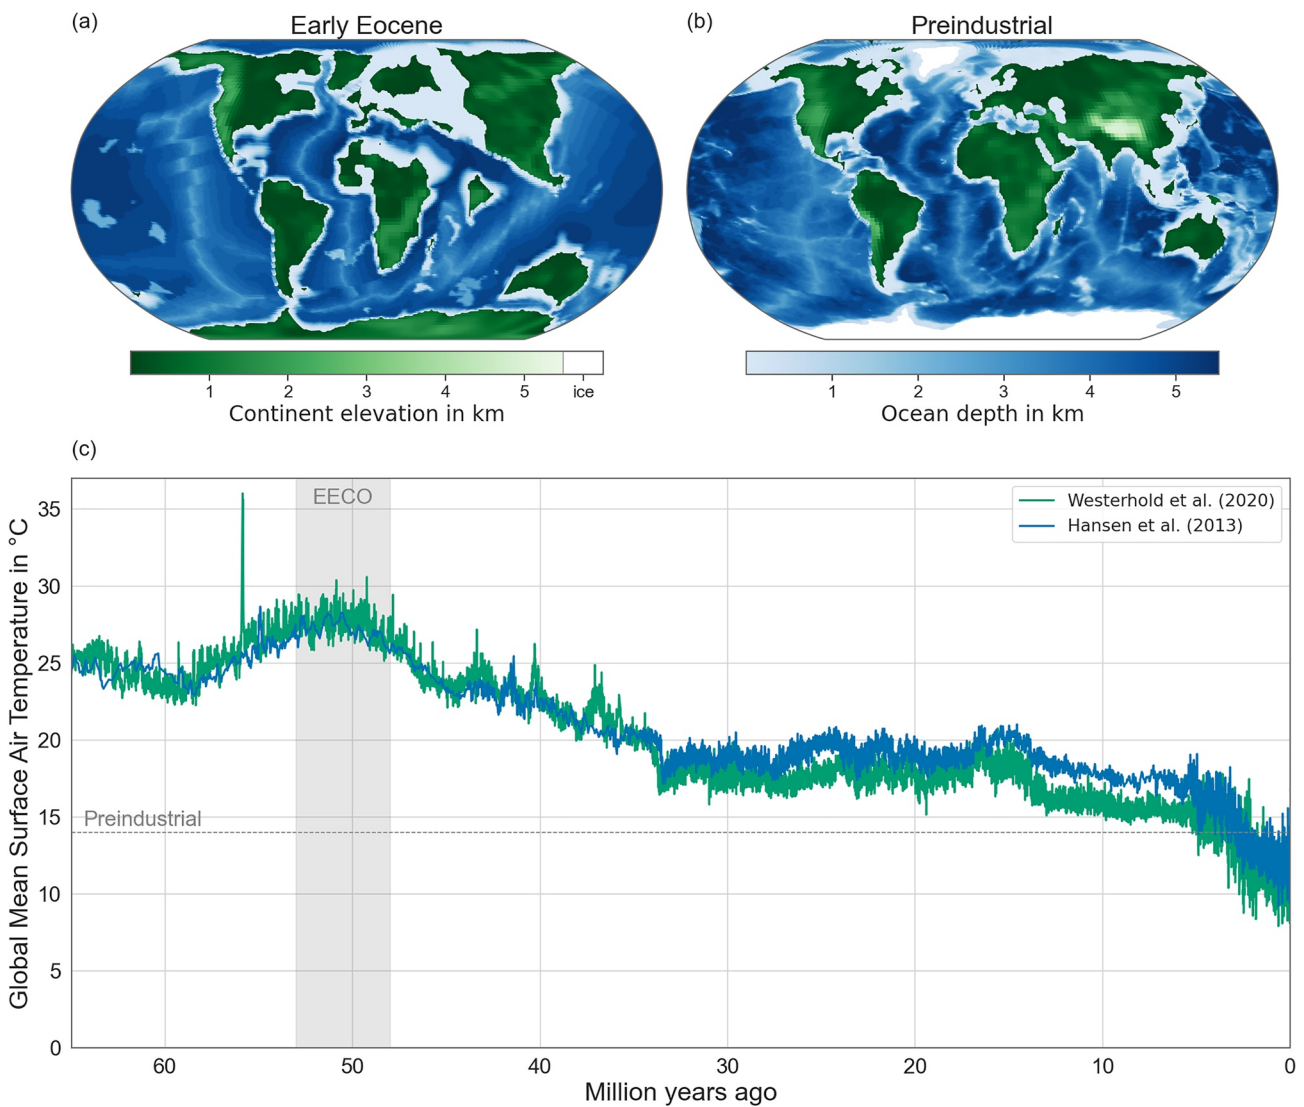 (a)
Early Eocene
(b)
Preindustrial
1 2 3 4 5 ice
Continent elevation in km
1 2 3 4 5
Ocean depth in km
(c)
Global Mean Surface Air Temperature in °C
35
30
25
20
15
10
5
0
EECO
Westerhold et al. (2020)
Hansen et al. (2013)
Preindustrial
60 50 40 30 20 10 0
Million years ago